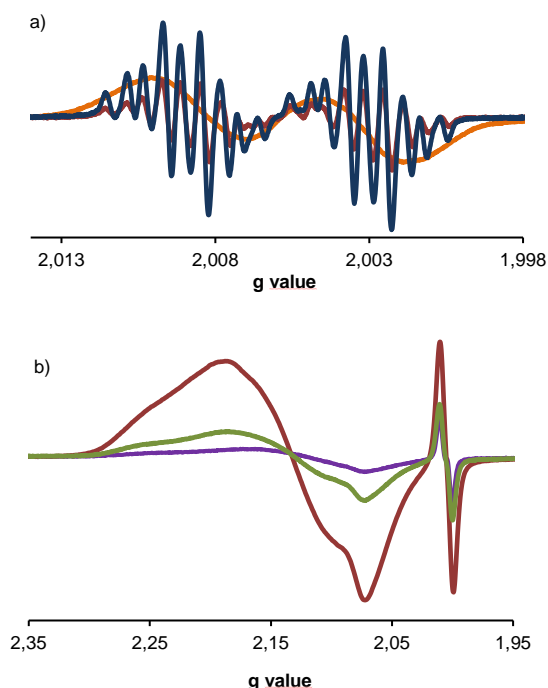 a)
2,013 2,008 2,003 1,998
g value
b)
2,35 2,25 2,15 2,05 1,95
g value